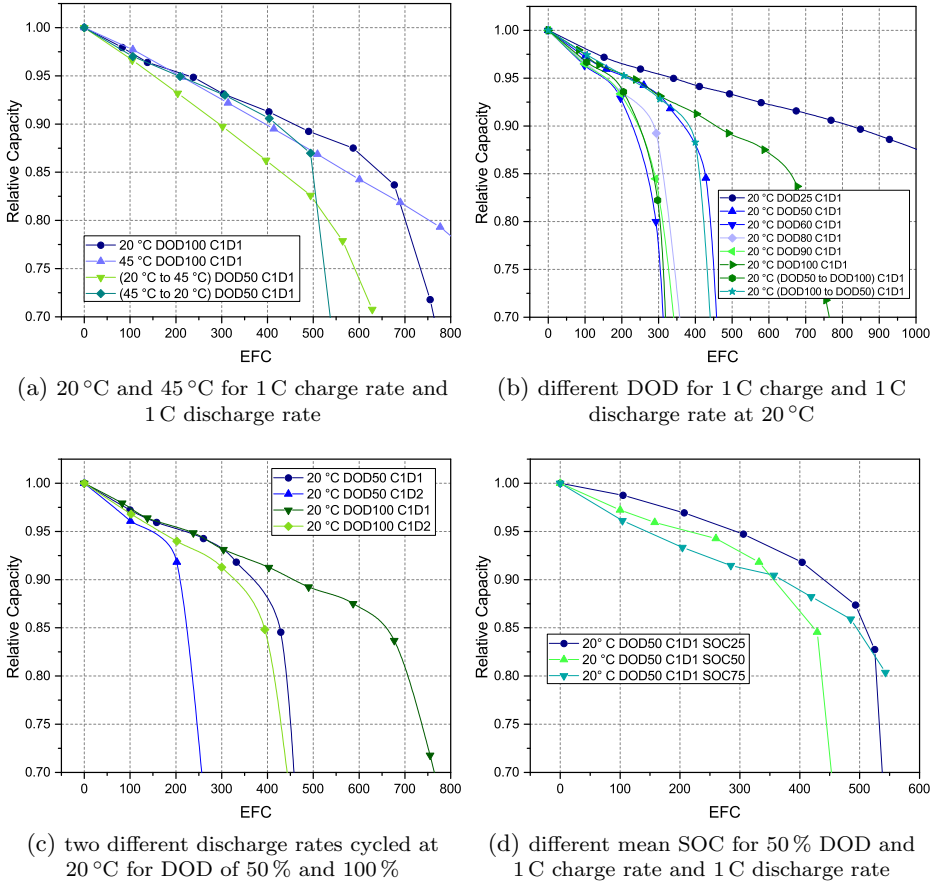 1.00
0.95
0.90
0.85
0.80
0.75
0.70
Relative Capacity
20 °C DOD100 C1D1
45 °C DOD100 C1D1
(20 °C to 45 °C) DOD50 C1D1
(45 °C to 20 °C) DOD50 C1D1
0 100 200 300 400 500 600 700 800
EFC
(a) 20 °C and 45 °C for 1 C charge rate and
1 C discharge rate
1.00
0.95
0.90
0.85
0.80
0.75
0.70
Relative Capacity
20 °C DOD25 C1D1
20 °C DOD50 C1D1
20 °C DOD60 C1D1
20 °C DOD80 C1D1
20 °C DOD90 C1D1
20 °C DOD100 C1D1
20 °C (DOD50 to DOD100) C1D1
20 °C (DOD100 to DOD50) C1D1
0 100 200 300 400 500 600 700 800 900 1000
EFC
(b) different DOD for 1 C charge and 1 C
discharge rate at 20 °C
1.00
0.95
0.90
0.85
0.80
0.75
0.70
Relative Capacity
20 °C DOD50 C1D1
20 °C DOD50 C1D2
20 °C DOD100 C1D1
20 °C DOD100 C1D2
0 100 200 300 400 500 600 700 800
EFC
(c) two different discharge rates cycled at
20 °C for DOD of 50 % and 100 %
1.00
0.95
0.90
0.85
0.80
0.75
0.70
Relative Capacity
20° C DOD50 C1D1 SOC25
20 °C DOD50 C1D1 SOC50
20° C DOD50 C1D1 SOC75
0 100 200 300 400 500 600
EFC
(d) different mean SOC for 50 % DOD and
1 C charge rate and 1 C discharge rate